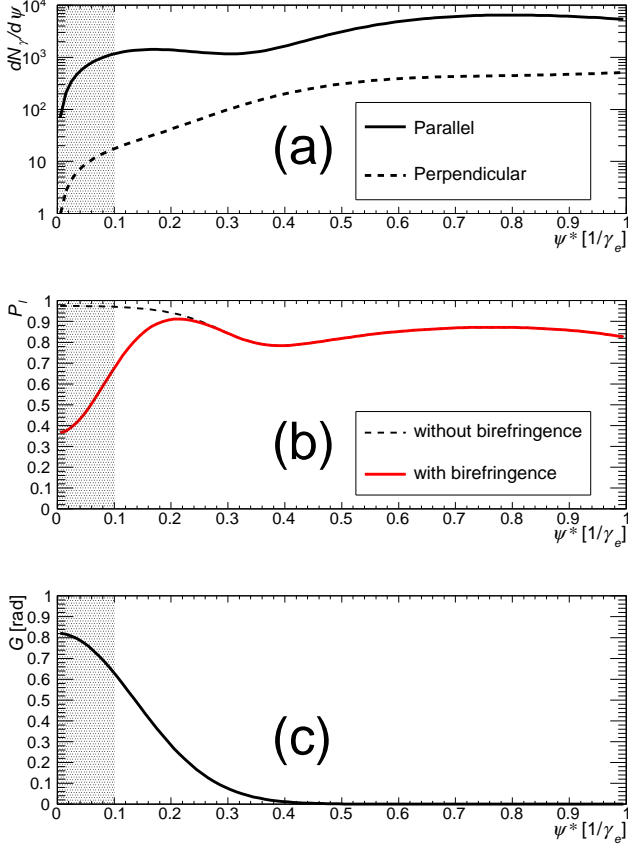 dNγ/dψ
10⁴
10³
10²
10
1
(a)
Parallel
Perpendicular
0 0.1 0.2 0.3 0.4 0.5 0.6 0.7 0.8 0.9 1
ψ* [1/γₑ]
Pₗ
1
0.9
0.8
0.7
0.6
0.5
0.4
0.3
0.2
0.1
0
(b)
without birefringence
with birefringence
0 0.1 0.2 0.3 0.4 0.5 0.6 0.7 0.8 0.9 1
ψ* [1/γₑ]
G [rad]
1
0.9
0.8
0.7
0.6
0.5
0.4
0.3
0.2
0.1
0
(c)
0 0.1 0.2 0.3 0.4 0.5 0.6 0.7 0.8 0.9 1
ψ* [1/γₑ]